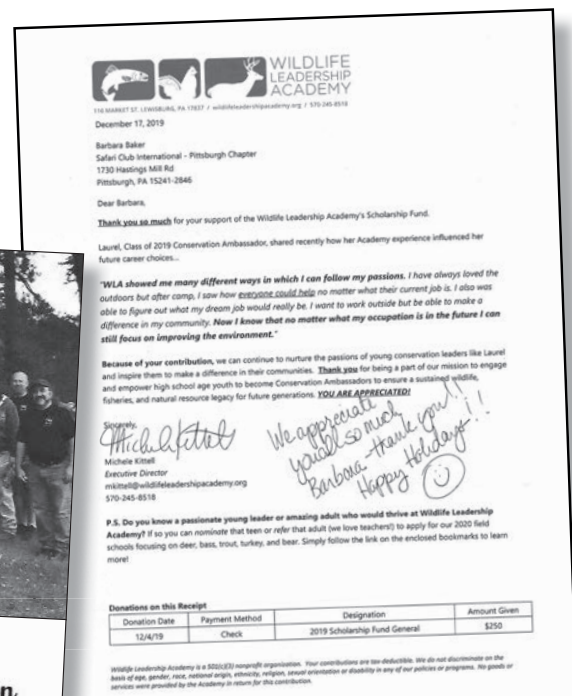 WILDLIFE
LEADERSHIP
ACADEMY
116 MARKET ST. LEWISBURG, PA 17837 / wildlifeleadershipacademy.org / 570-245-8518
December 17, 2019
Barbara Baker
Safari Club International - Pittsburgh Chapter
1730 Hastings Mill Rd
Pittsburgh, PA 15241-2846
Dear Barbara,
Thank you so much for your support of the Wildlife Leadership Academy's Scholarship Fund.
Laurel, Class of 2019 Conservation Ambassador, shared recently how her Academy experience influenced her
future career choices...
"WLA showed me many different ways in which I can follow my passions. I have always loved the
outdoors but after camp, I saw how everyone could help no matter what their current job is. I also was
able to figure out what my dream job would really be. I want to work outside but be able to make a
difference in my community. Now I know that no matter what my occupation is in the future I can
still focus on improving the environment."
Because of your contribution, we can continue to nurture the passions of young conservation leaders like Laurel
and inspire them to make a difference in their communities. Thank you for being a part of our mission to engage
and empower high school age youth to become Conservation Ambassadors to ensure a sustained wildlife,
fisheries, and natural resource legacy for future generations. YOU ARE APPRECIATED!
Sincerely,
Michele Kittell
Michele Kittell
Executive Director
mkittell@wildlifeleadershipacademy.org
570-245-8518
We appreciate
you all so much
Barbara - thank you!!
Happy Holidays!!
P.S. Do you know a passionate young leader or amazing adult who would thrive at Wildlife Leadership
Academy? If so you can nominate that teen or refer that adult (we love teachers!) to apply for our 2020 field
schools focusing on deer, bass, trout, turkey, and bear. Simply follow the link on the enclosed bookmarks to learn
more!
Donations on this Receipt
Donation Date Payment Method Designation Amount Given
12/4/19 Check 2019 Scholarship Fund General $250
Wildlife Leadership Academy is a 501(c)(3) nonprofit organization. Your contributions are tax-deductible. We do not discriminate on the
basis of age, gender, race, national origin, ethnicity, religion, sexual orientation or disability in any of our policies or programs. No goods or
services were provided by the Academy in return for this contribution.